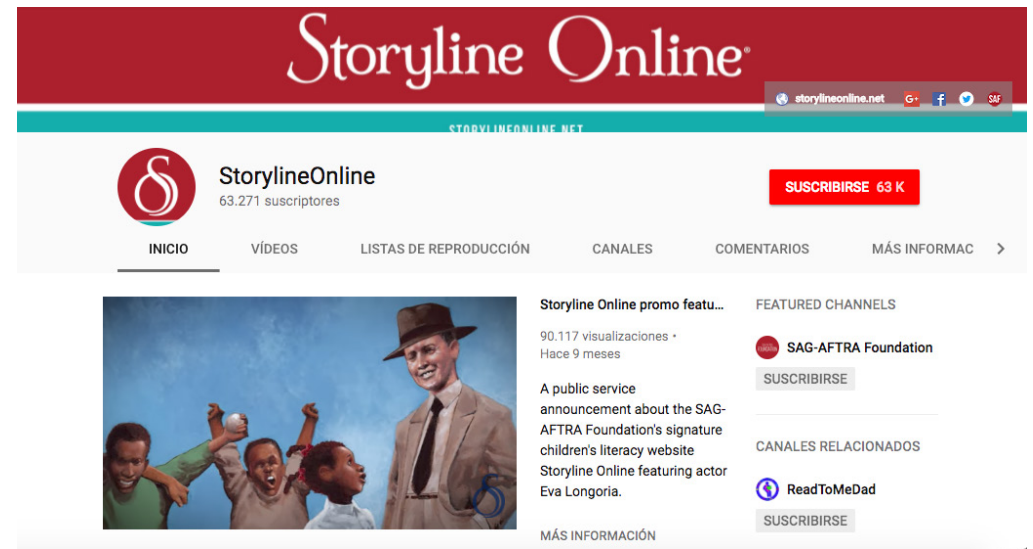 Storyline Online®
storylineonline.net G+ f SAF
STORYLINEONLINE.NET
StorylineOnline
63.271 suscriptores
SUSCRIBIRSE 63 K
INICIO VÍDEOS LISTAS DE REPRODUCCIÓN CANALES COMENTARIOS MÁS INFORMAC
Storyline Online promo featu...
90.117 visualizaciones •
Hace 9 meses
A public service
announcement about the SAG-
AFTRA Foundation's signature
children's literacy website
Storyline Online featuring actor
Eva Longoria.
MÁS INFORMACIÓN
FEATURED CHANNELS
SAG-AFTRA Foundation
SUSCRIBIRSE
CANALES RELACIONADOS
ReadToMeDad
SUSCRIBIRSE